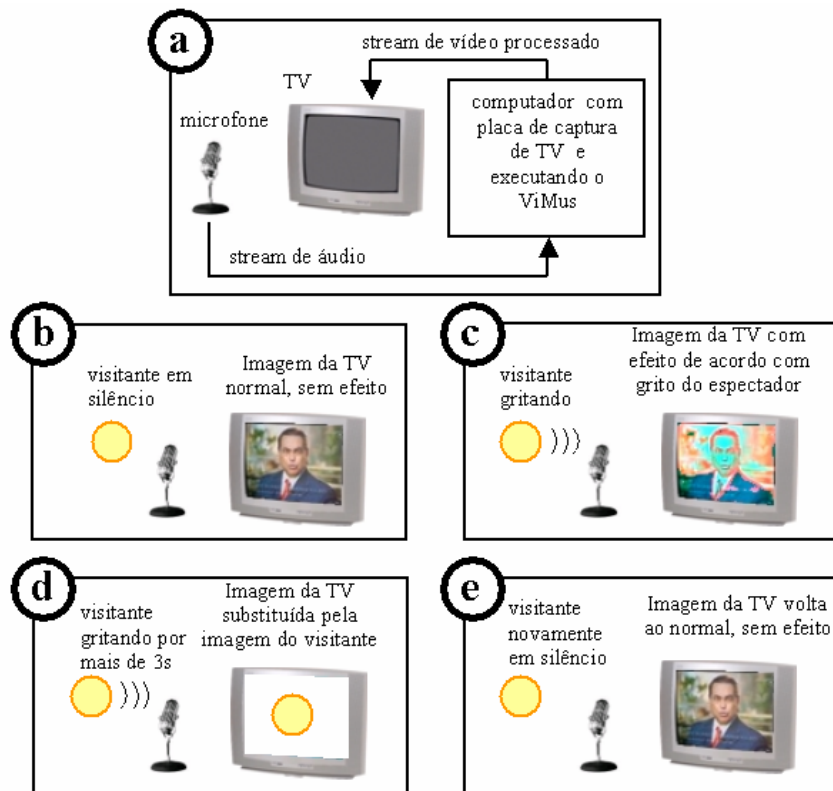 a
stream de vídeo processado
TV
microfone
computador com
placa de captura
de TV e
executando o
ViMus
stream de áudio
b
visitante em
silêncio
Imagem da TV
normal, sem efeito
c
visitante
gritando
Imagem da TV com
efeito de acordo com
grito do espectador
d
visitante
gritando por
mais de 3s
Imagem da TV
substituída pela
imagem do visitante
e
visitante
novamente
em silêncio
Imagem da TV volta
ao normal, sem efeito